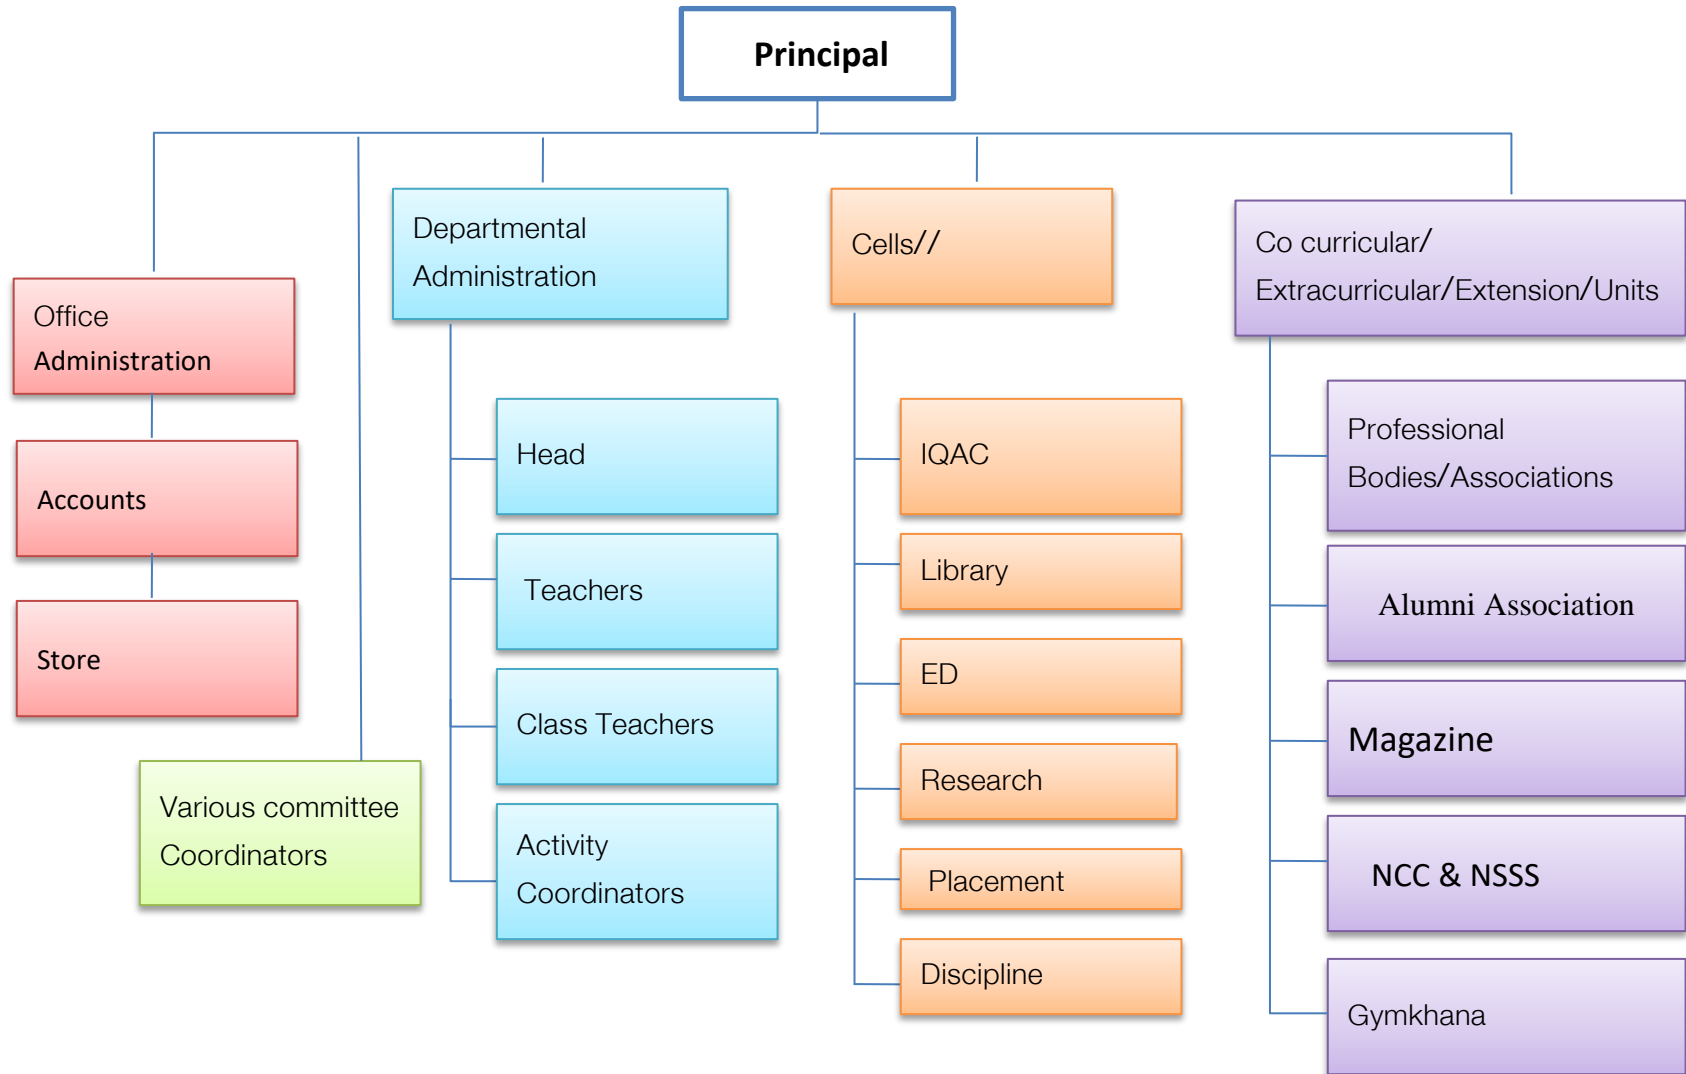 Principal
Office
Administration
Accounts
Store
Various committee
Coordinators
Departmental
Administration
Head
Teachers
Class Teachers
Activity
Coordinators
Cells//
IQAC
Library
ED
Research
Placement
Discipline
Co curricular/
Extracurricular/Extension/Units
Professional
Bodies/Associations
Alumni Association
Magazine
NCC & NSSS
Gymkhana